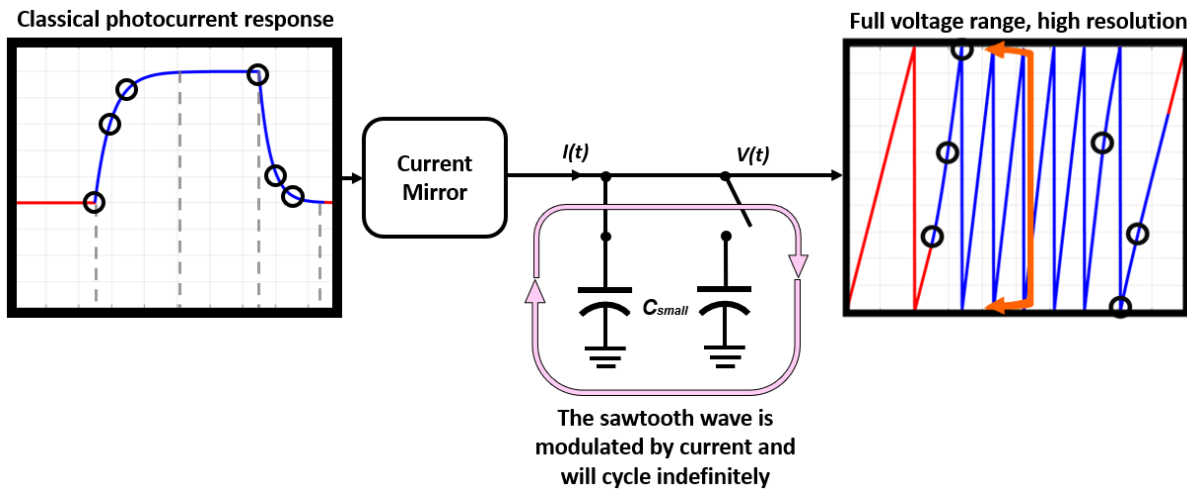 Classical photocurrent response
Full voltage range, high resolution
Current
Mirror
I(t)
V(t)
Csmall
The sawtooth wave is
modulated by current and
will cycle indefinitely